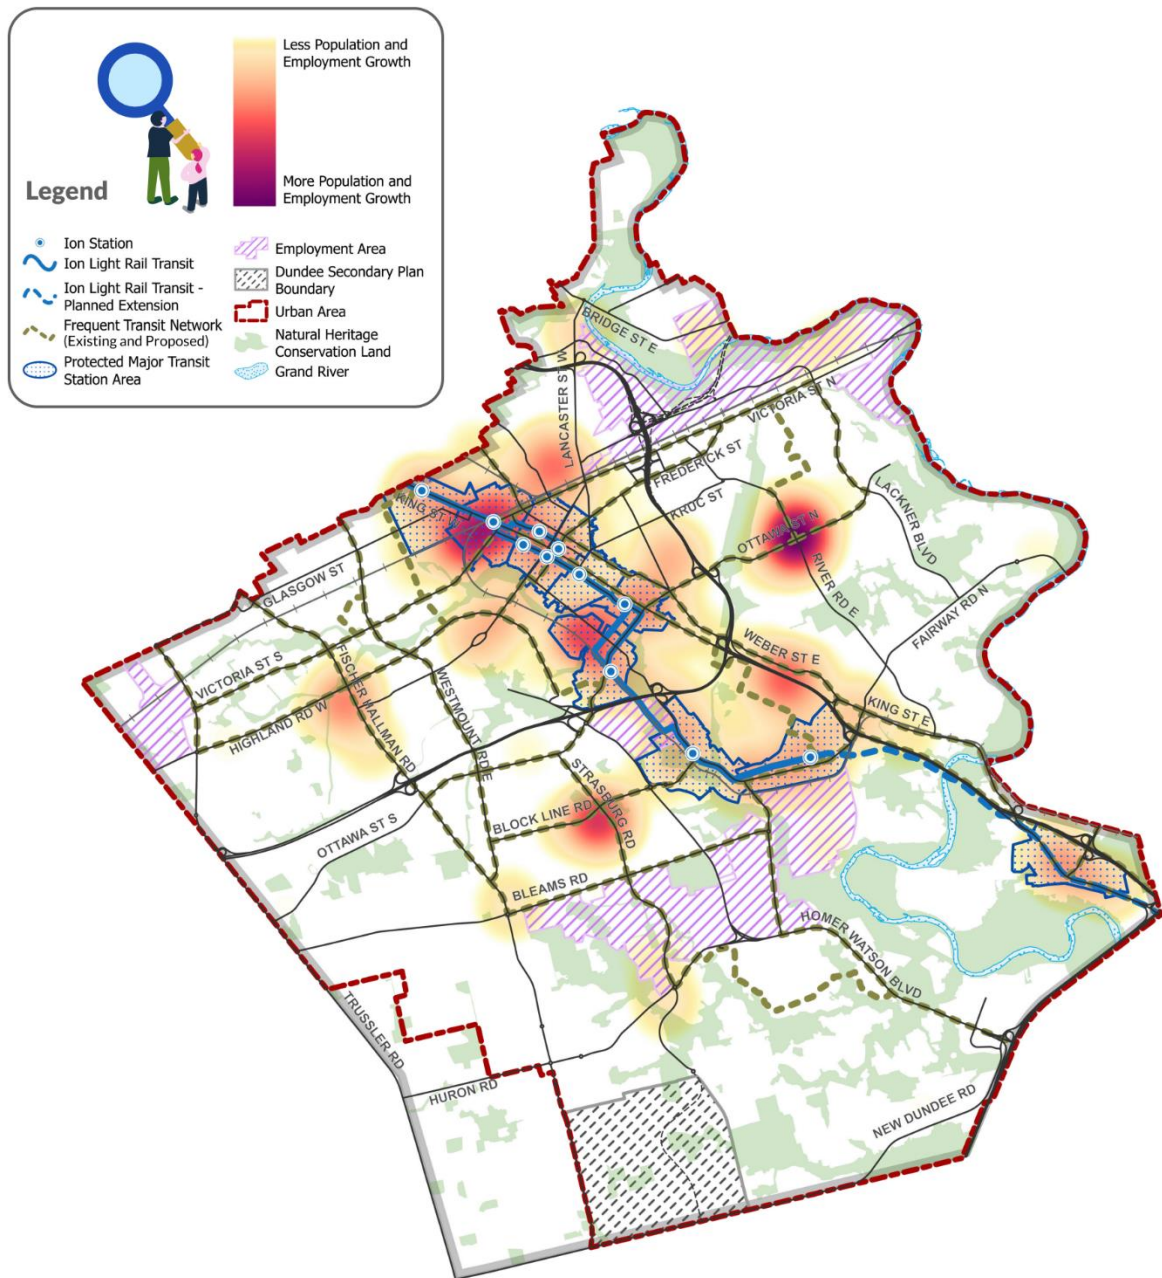 Less Population and
Employment Growth
More Population and
Employment Growth
Legend
Ion Station
Ion Light Rail Transit
Ion Light Rail Transit -
Planned Extension
Frequent Transit Network
(Existing and Proposed)
Protected Major Transit
Station Area
Employment Area
Dundee Secondary Plan
Boundary
Urban Area
Natural Heritage
Conservation Land
Grand River
BRIDGE ST E
LANCASTER ST W
VICTORIA ST N
FREDERICK ST
KRUG ST
LACKNER BLVD
KING ST W
OTTAWA ST N
RIVER RD E
GLASGOW ST
FAIRWAY RD N
VICTORIA ST S
WEBER ST E
FISCHER HALLMAN RD
WESTMOUNT RD E
HIGHLAND RD W
KING ST E
STRASBURG RD
BLOCK LINE RD
OTTAWA ST S
BLEAMS RD
HOMER WATSON BLVD
TRUSSLER RD
HURON RD
NEW DUNDEE RD